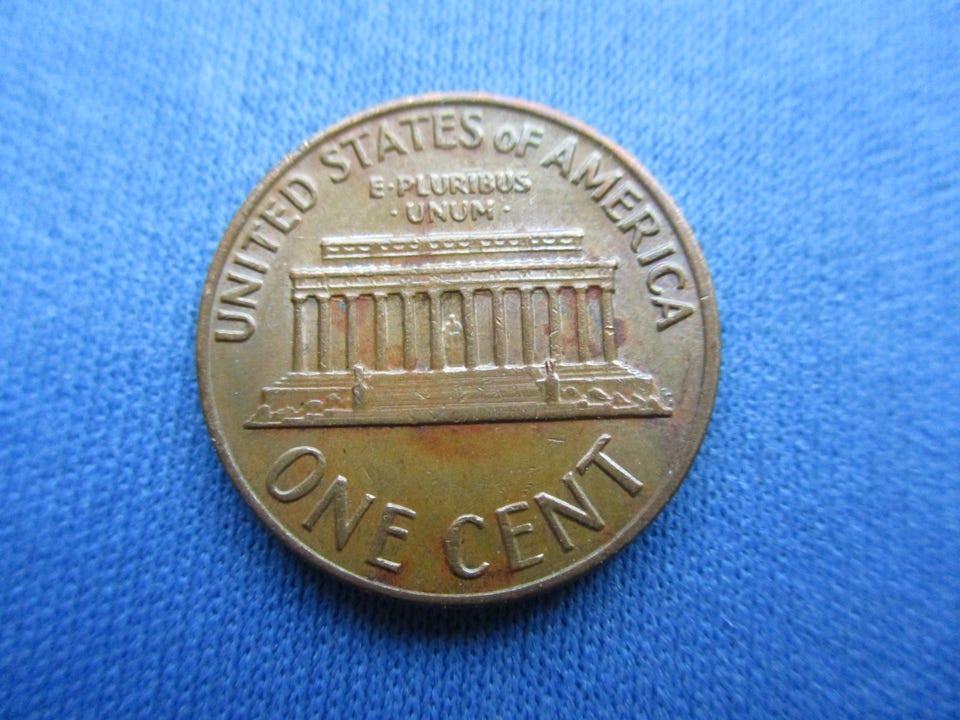 UNITED STATES OF AMERICA
E·PLURIBUS
·UNUM·
ONE CENT